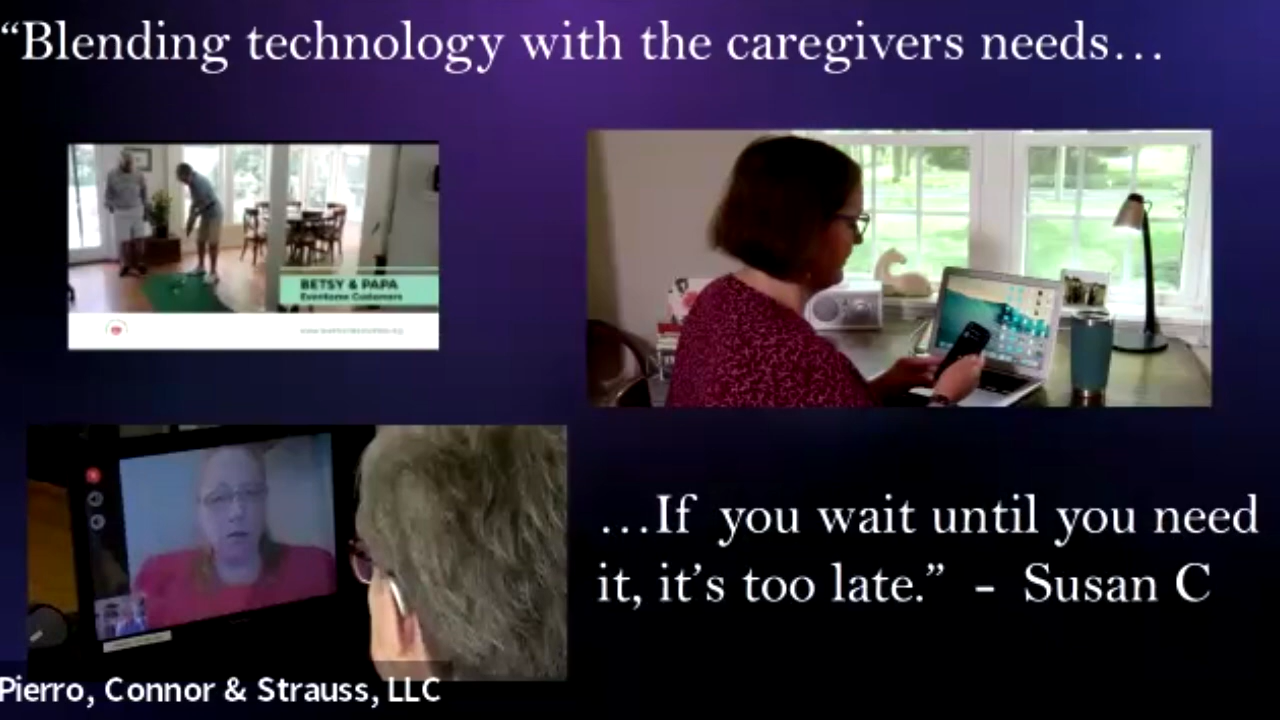 “Blending technology with the caregivers needs...
BETSY & PAPA
Eventome Customers
...If you wait until you need
it, it’s too late.” - Susan C
Pierro, Connor & Strauss, LLC